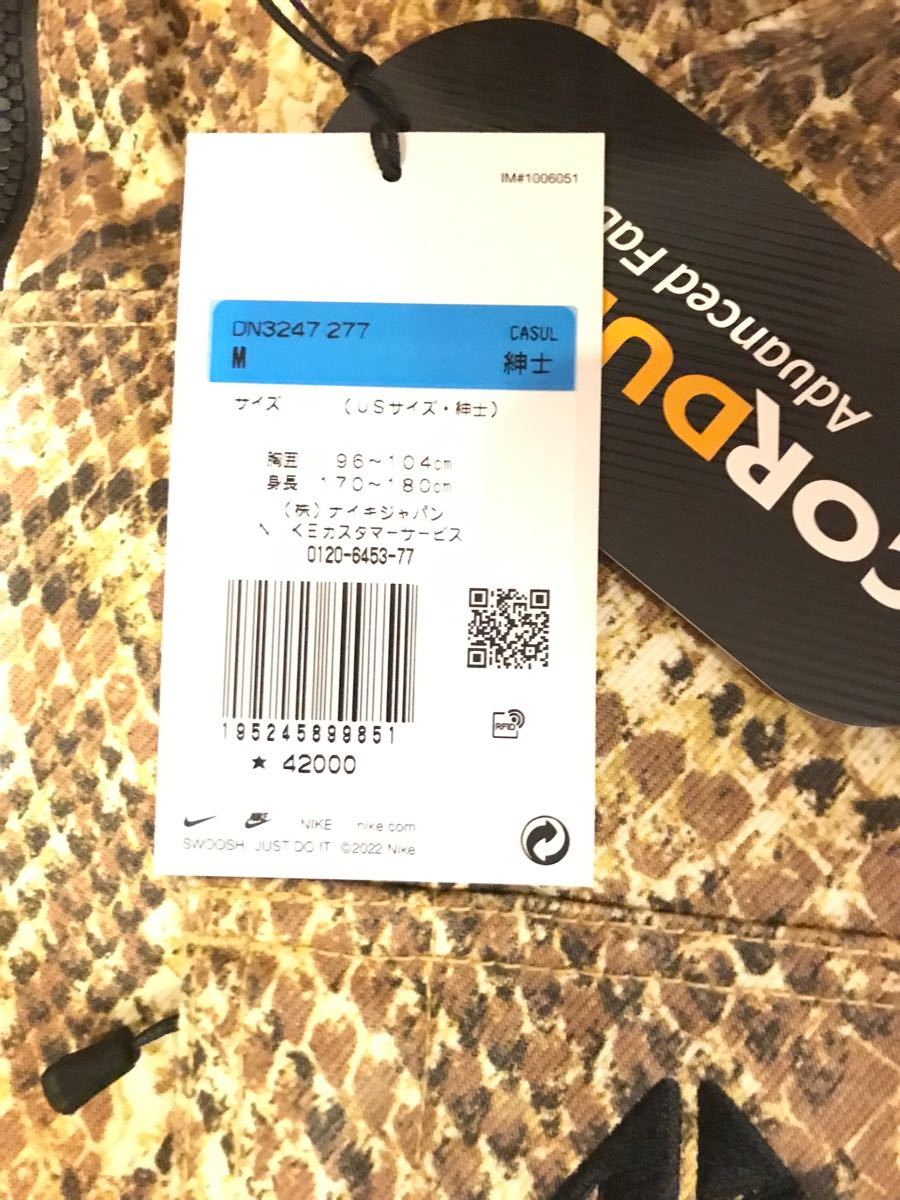 IM#1006051
DN3247 277 CASUL
M 紳士
サイズ (USサイズ・紳士)
胸囲 96~104cm
身長 170~180cm
(株)ナイキジャパン
カスタマーサービス
0120-6453-77
RFID
195245899851
★ 42000
NIKE nike.com
SWOOSH JUST DO IT ©2022 Nike
CORDU
Advanced Fab